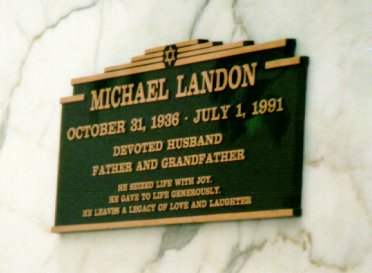 MICHAEL LANDON
OCTOBER 31, 1936 - JULY 1, 1991
DEVOTED HUSBAND
FATHER AND GRANDFATHER
HE SEIZED LIFE WITH JOY.
HE GAVE TO LIFE GENEROUSLY.
HE LEAVES A LEGACY OF LOVE AND LAUGHTER